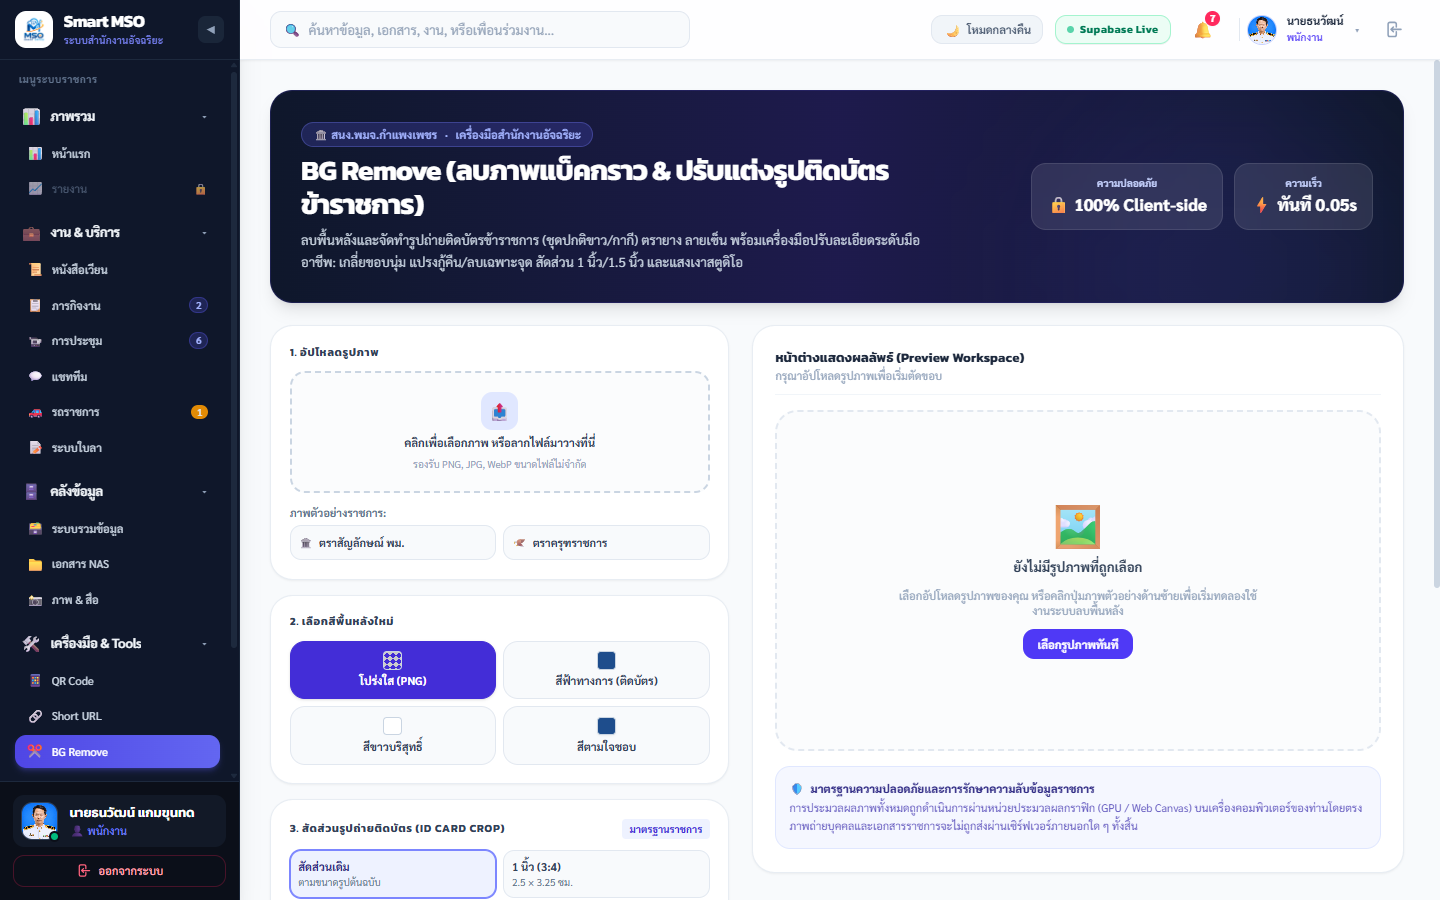 Smart MSO
ระบบสำนักงานอัจฉริยะ
เมนูระบบราชการ
ภาพรวม
หน้าแรก
รายงาน
งาน & บริการ
หนังสือเวียน
ภารกิจงาน 2
การประชุม 6
แชททีม
รถราชการ 1
ระบบใบลา
คลังข้อมูล
ระบบรวมข้อมูล
เอกสาร NAS
ภาพ & สื่อ
เครื่องมือ & Tools
QR Code
Short URL
BG Remove
นายธนวัฒน์ แกมขุนทด
พนักงาน
ออกจากระบบ
ค้นหาข้อมูล, เอกสาร, งาน, หรือเพื่อนร่วมงาน...
โหมดกลางคืน
Supabase Live
7
นายธนวัฒน์
พนักงาน
สนง.พมจ.กำแพงเพชร · เครื่องมือสำนักงานอัจฉริยะ
BG Remove (ลบภาพแบ็คกราว & ปรับแต่งรูปติดบัตร
ข้าราชการ)
ลบพื้นหลังและจัดทำรูปถ่ายติดบัตรข้าราชการ (ชุดปกติขาว/กากี) ตรายาง ลายเซ็น พร้อมเครื่องมือปรับละเอียดระดับมือ
อาชีพ: เกลี่ยขอบนุ่ม แปรงกู้คืน/ลบเฉพาะจุด สัดส่วน 1 นิ้ว/1.5 นิ้ว และแสงเงาสตูดิโอ
ความปลอดภัย
100% Client-side
ความเร็ว
ทันที 0.05s
1. อัปโหลดรูปภาพ
คลิกเพื่อเลือกภาพ หรือลากไฟล์มาวางที่นี่
รองรับ PNG, JPG, WebP ขนาดไฟล์ไม่จำกัด
ภาพตัวอย่างราชการ:
ตราสัญลักษณ์ พม.
ตราครุฑราชการ
2. เลือกสีพื้นหลังใหม่
โปร่งใส (PNG)
สีฟ้าทางการ (ติดบัตร)
สีขาวบริสุทธิ์
สีตามใจชอบ
3. สัดส่วนรูปถ่ายติดบัตร (ID CARD CROP)
มาตรฐานราชการ
สัดส่วนเดิม
ตามขนาดรูปต้นฉบับ
1 นิ้ว (3:4)
2.5 × 3.25 ซม.
หน้าต่างแสดงผลลัพธ์ (Preview Workspace)
กรุณาอัปโหลดรูปภาพเพื่อเริ่มตัดขอบ
ยังไม่มีรูปภาพที่ถูกเลือก
เลือกอัปโหลดรูปภาพของคุณ หรือคลิกปุ่มภาพตัวอย่างด้านซ้ายเพื่อเริ่มทดลองใช้
งานระบบลบพื้นหลัง
เลือกรูปภาพทันที
มาตรฐานความปลอดภัยและการรักษาความลับข้อมูลราชการ
การประมวลผลภาพทั้งหมดถูกดำเนินการผ่านหน่วยประมวลผลกราฟิก (GPU / Web Canvas) บนเครื่องคอมพิวเตอร์ของท่านโดยตรง
ภาพถ่ายบุคคลและเอกสารราชการจะไม่ถูกส่งผ่านเซิร์ฟเวอร์ภายนอกใด ๆ ทั้งสิ้น